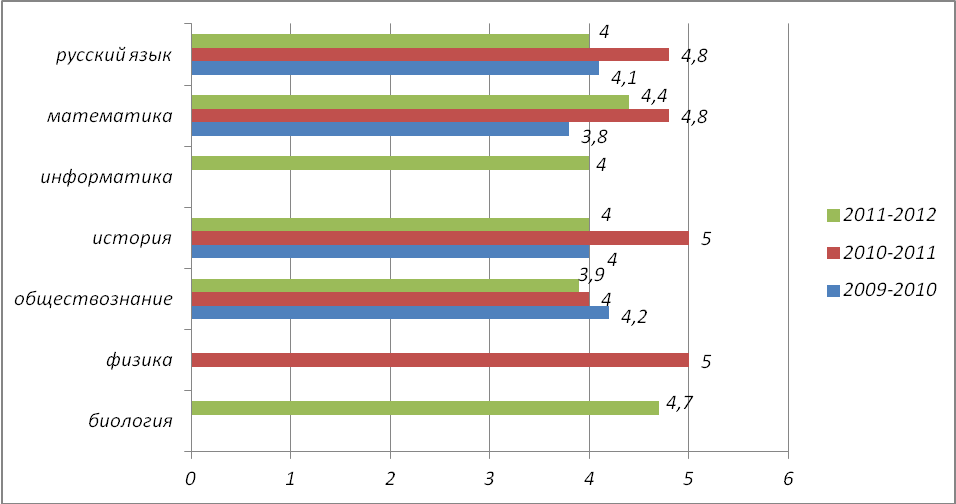 русский язык
4
4,8
4,1
математика
4,4
4,8
3,8
информатика
4
история
4
5
4
обществознание
3,9
4
4,2
физика
5
биология
4,7
0 1 2 3 4 5 6
2011-2012
2010-2011
2009-2010